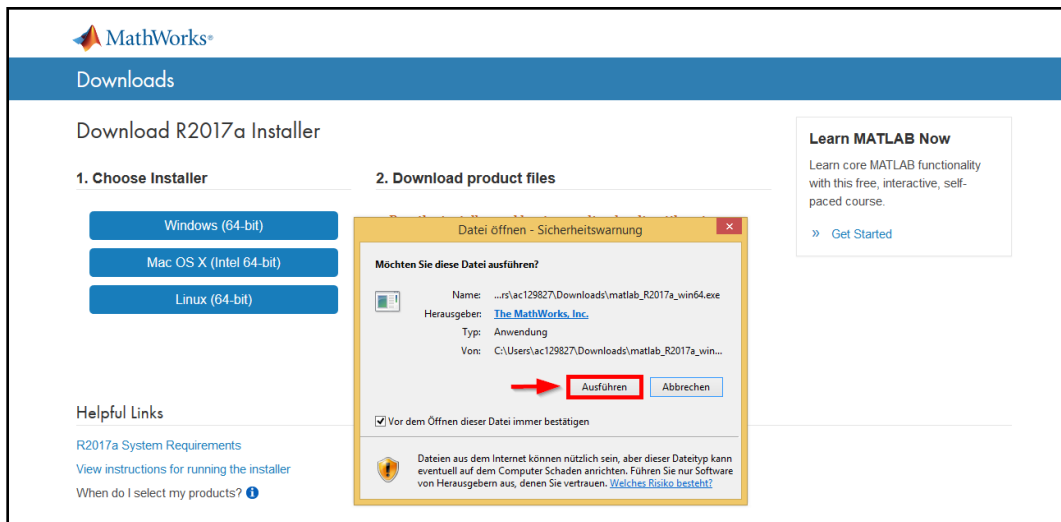 MathWorks®
Downloads
Download R2017a Installer
1. Choose Installer
Windows (64-bit)
Mac OS X (Intel 64-bit)
Linux (64-bit)
2. Download product files
Learn MATLAB Now
Learn core MATLAB functionality
with this free, interactive, self-
paced course.
» Get Started
Datei öffnen - Sicherheitswarnung
Möchten Sie diese Datei ausführen?
Name: ...rs\ac129827\Downloads\matlab_R2017a_win64.exe
Herausgeber: The MathWorks, Inc.
Typ: Anwendung
Von: C:\Users\ac129827\Downloads\matlab_R2017a_win...
Ausführen Abbrechen
Vor dem Öffnen dieser Datei immer bestätigen
Dateien aus dem Internet können nützlich sein, aber dieser Dateityp kann
eventuell auf dem Computer Schaden anrichten. Führen Sie nur Software
von Herausgebern aus, denen Sie vertrauen. Welches Risiko besteht?
Helpful Links
R2017a System Requirements
View instructions for running the installer
When do I select my products?